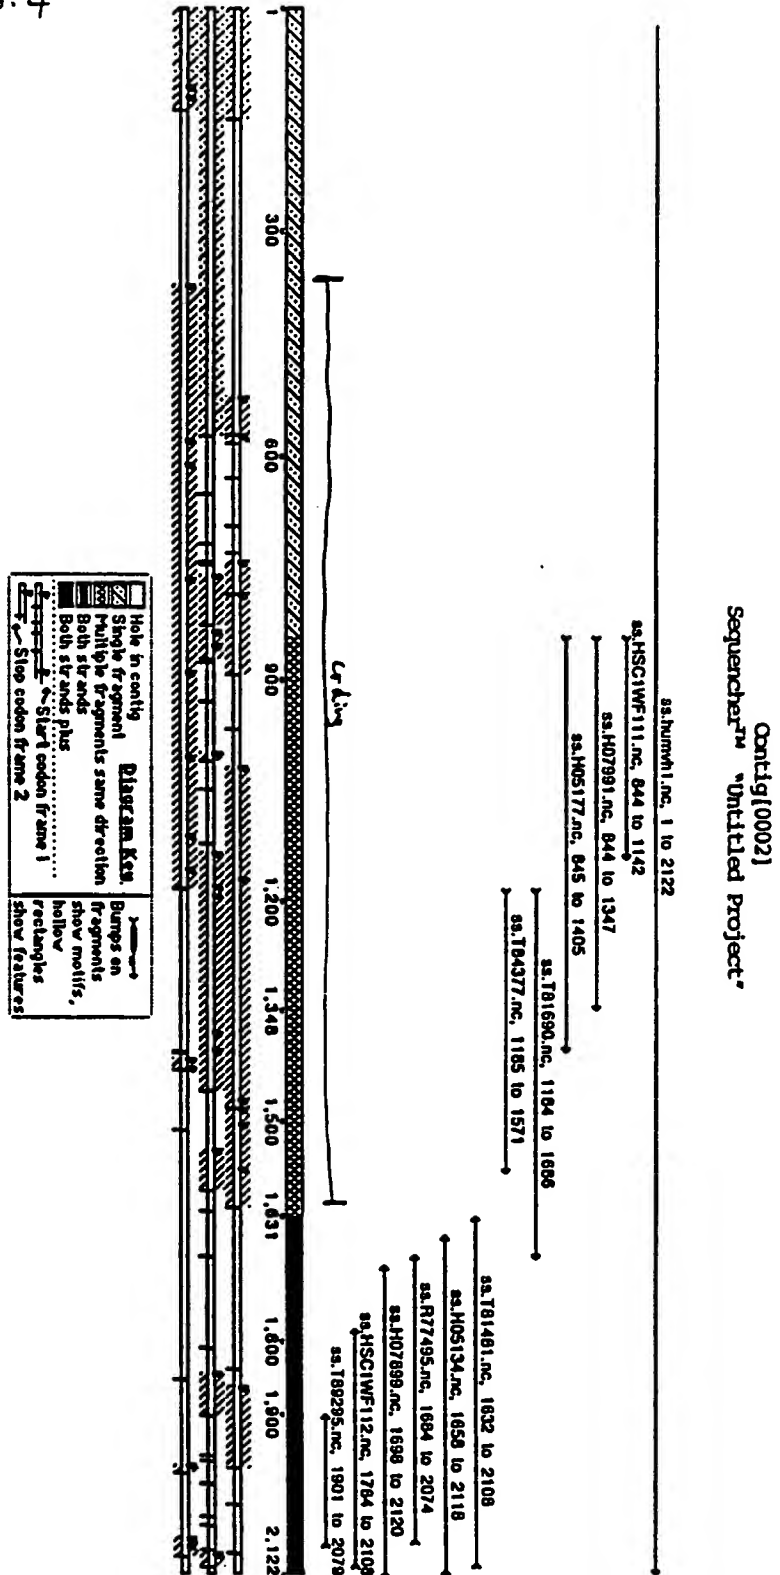 Contig[0002]
Sequencher™ "Untitled Project"
ss.humvh1.nc, 1 to 2122
ss.HSC1WF111.nc, 844 to 1142
ss.H07991.nc, 844 to 1347
ss.H05177.nc, 845 to 1405
ss.T81690.nc, 1184 to 1686
ss.T84377.nc, 1185 to 1571
ss.T81481.nc, 1632 to 2108
ss.H05134.nc, 1658 to 2118
ss.R77495.nc, 1684 to 2074
ss.H07899.nc, 1698 to 2120
ss.HSC1WF112.nc, 1784 to 2108
ss.T89295.nc, 1901 to 2079
Coding
1 300 600 900 1,200 1,348 1,500 1,631 1,800 1,900 2,122
Diagram Key
Hole in contig
Single fragment
Multiple fragments same direction
Both strands
Both strands plus
Start codon frame 1
Stop codon frame 2
Bumps on
fragments
show motifs,
hollow
rectangles
show features